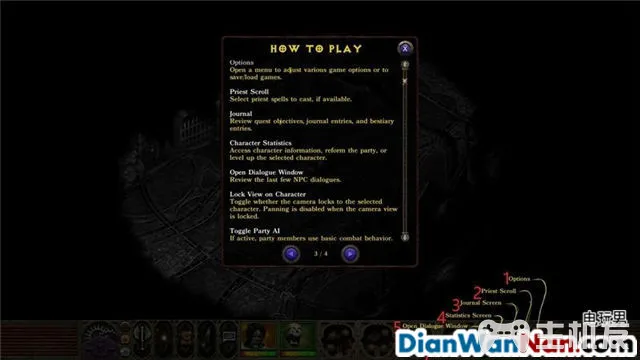 HOW TO PLAY
X
Options
Open a menu to adjust various game options or to
save/load games.
Priest Scroll
Select priest spells to cast, if available.
Journal
Review quest objectives, journal entries, and bestiary
entries.
Character Statistics
Access character information, reform the party, or
level up the selected character.
Open Dialogue Window
Review the last few NPC dialogues.
Lock View on Character
Toggle whether the camera locks to the selected
character. Panning is disabled when the camera view
is locked.
Toggle Party AI
If active, party members use basic combat behavior.
3 / 4
1 Options
2 Priest Scroll
3 Journal Screen
4 Statistics Screen
5 Open Dialogue Window
电玩男
DianWanNan.com